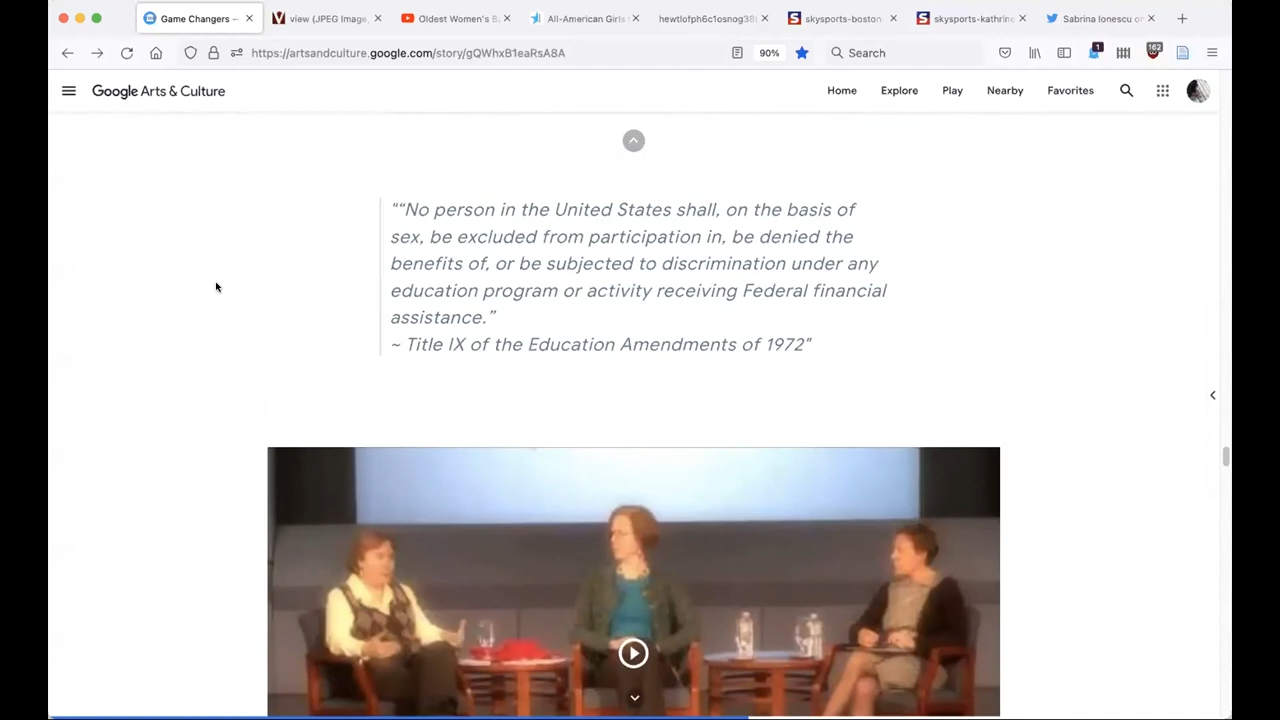 Game Changers –
view (JPEG Image,
Oldest Women's B
All-American Girls
hewtlofph6c1osnog38
skysports-boston-
skysports-kathrine
Sabrina Ionescu on
https://artsandculture.google.com/story/gQWhxB1eaRsA8A
90%
Search
1
162
Google Arts & Culture
Home
Explore
Play
Nearby
Favorites
"“No person in the United States shall, on the basis of
sex, be excluded from participation in, be denied the
benefits of, or be subjected to discrimination under any
education program or activity receiving Federal financial
assistance.”
~ Title IX of the Education Amendments of 1972"